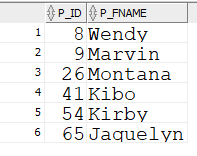 P_ID P_FNAME
1 8 Wendy
2 9 Marvin
3 26 Montana
4 41 Kibo
5 54 Kirby
6 65 Jaquelyn